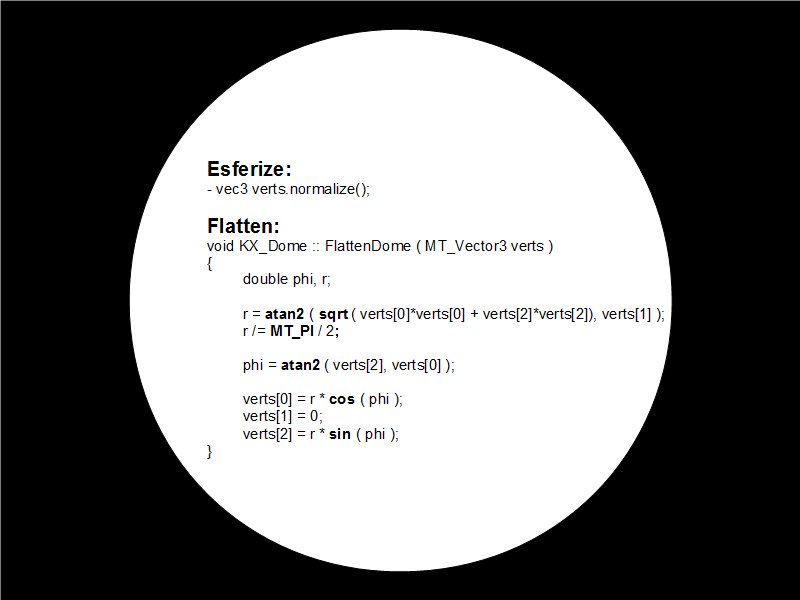 Esferize:
- vec3 verts.normalize();
Flatten:
void KX_Dome :: FlattenDome ( MT_Vector3 verts )
{
double phi, r;
r = atan2 ( sqrt ( verts[0]*verts[0] + verts[2]*verts[2]), verts[1] );
r /= MT_PI / 2;
phi = atan2 ( verts[2], verts[0] );
verts[0] = r * cos ( phi );
verts[1] = 0;
verts[2] = r * sin ( phi );
}